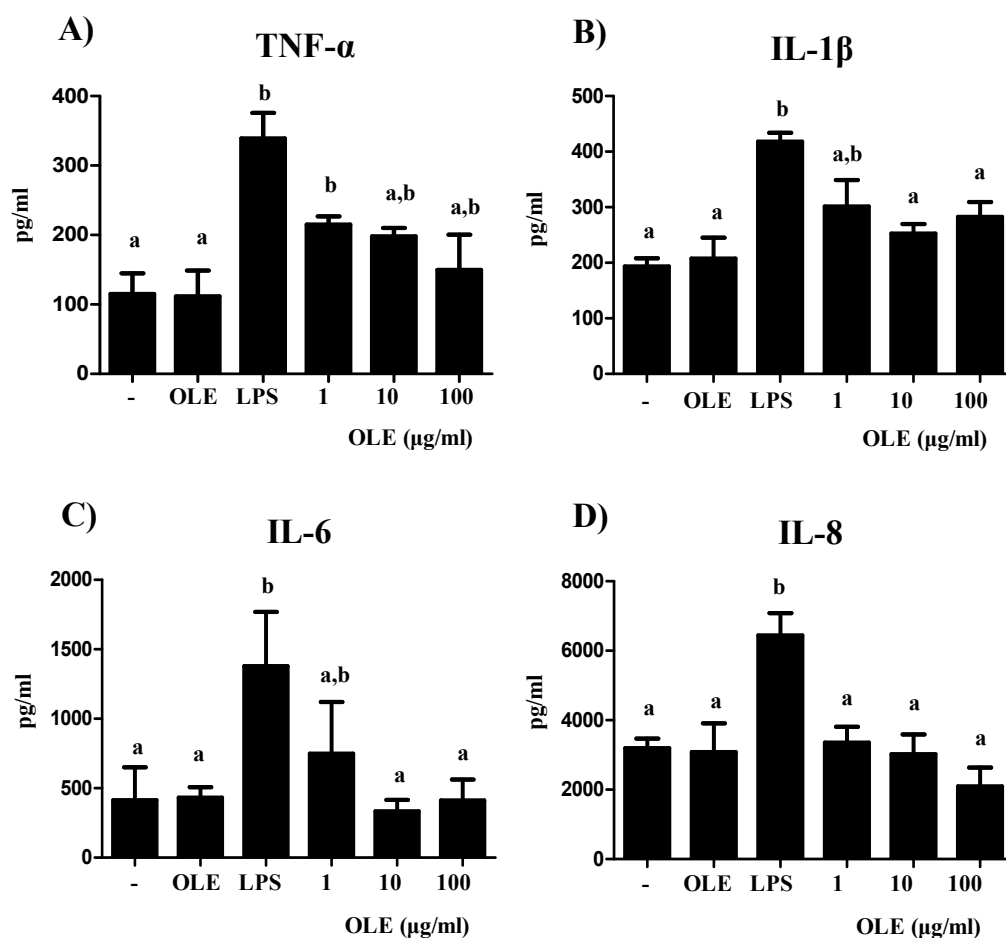 A)
TNF-α
400
300
200
100
0
pg/ml
a
a
b
b
a,b
a,b
- OLE LPS 1 10 100
OLE (μg/ml)
B)
IL-1β
500
400
300
200
100
0
pg/ml
a
a
b
a,b
a
a
- OLE LPS 1 10 100
OLE (μg/ml)
C)
IL-6
2000
1500
1000
500
0
pg/ml
a
a
b
a,b
a
a
- OLE LPS 1 10 100
OLE (μg/ml)
D)
IL-8
8000
6000
4000
2000
0
pg/ml
a
a
b
a
a
a
- OLE LPS 1 10 100
OLE (μg/ml)